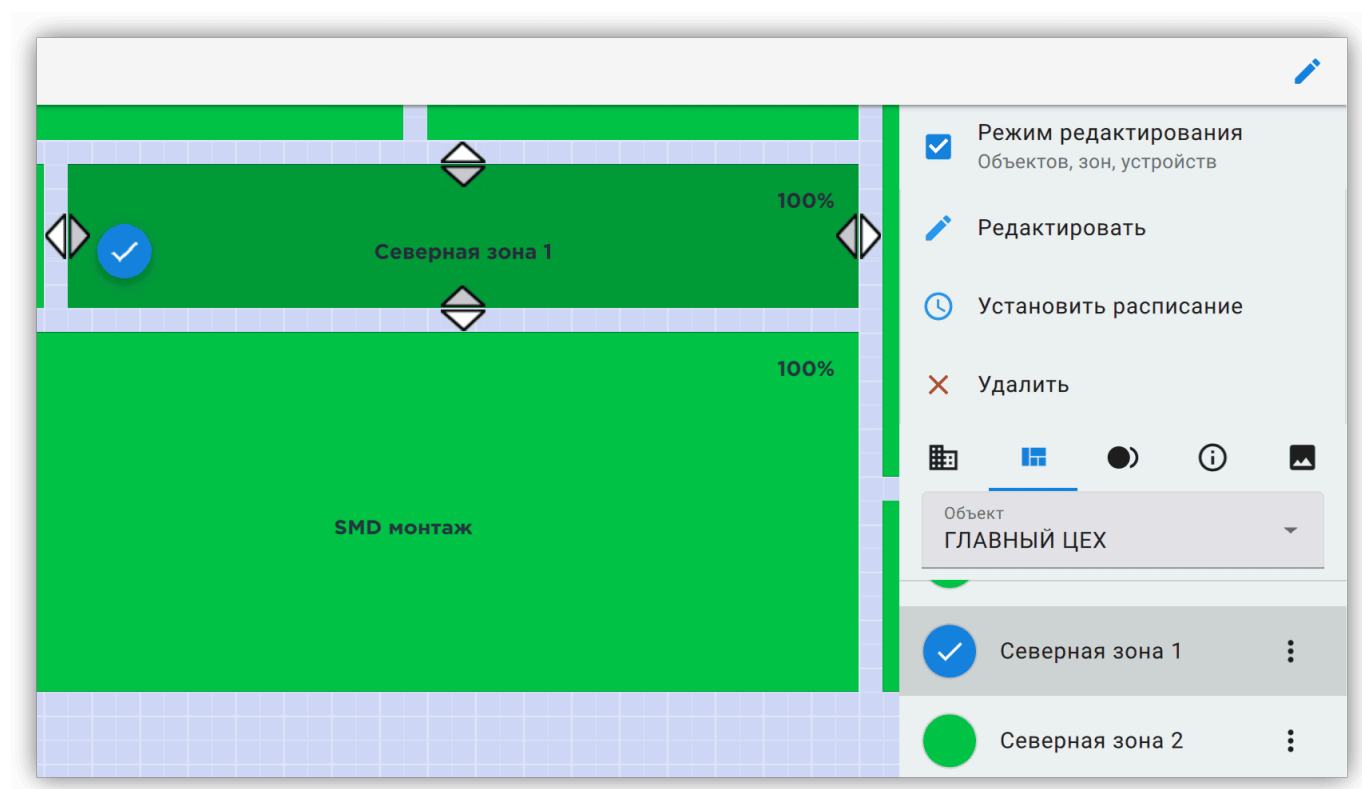 100%
Северная зона 1
100%
SMD монтаж
Режим редактирования
Объектов, зон, устройств
Редактировать
Установить расписание
Удалить
Объект
ГЛАВНЫЙ ЦЕХ
Северная зона 1
Северная зона 2